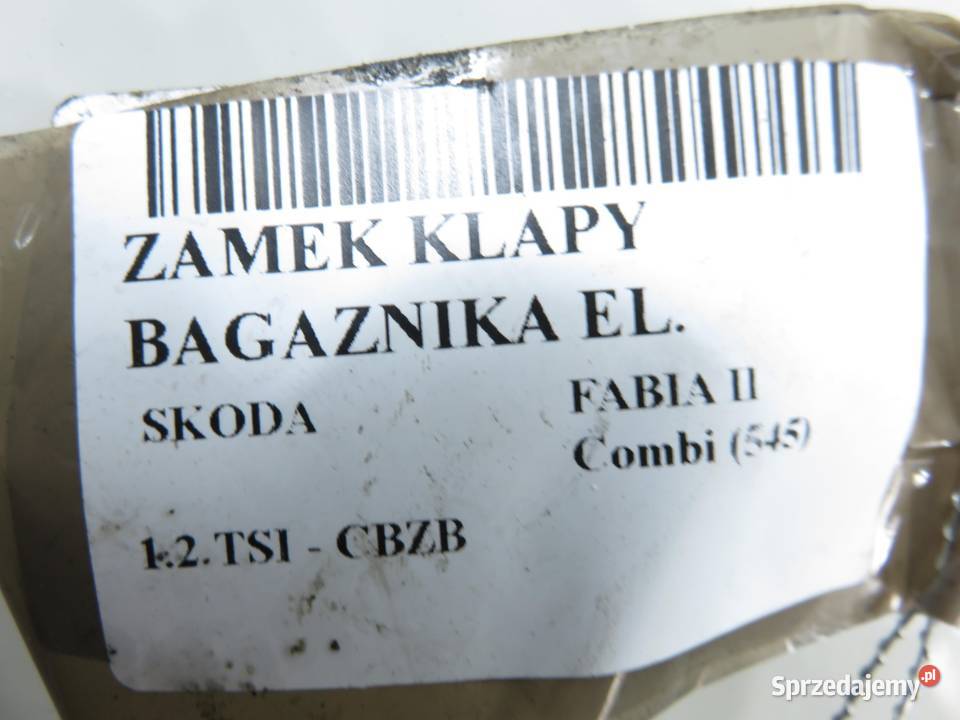 ZAMEK KLAPY
BAGAZNIKA EL.
SKODA
FABIA II
Combi (545)
1.2.TSI - CBZB
Sprzedajemy.pl